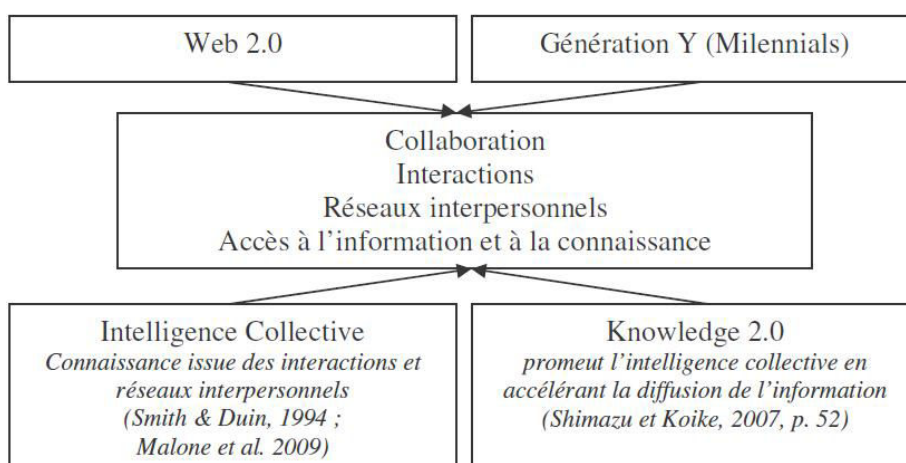 Web 2.0
Génération Y (Milennials)
Collaboration
Interactions
Réseaux interpersonnels
Accès à l'information et à la connaissance
Intelligence Collective
Connaissance issue des interactions et
réseaux interpersonnels
(Smith & Duin, 1994 ;
Malone et al. 2009)
Knowledge 2.0
promeut l'intelligence collective en
accélérant la diffusion de l'information
(Shimazu et Koike, 2007, p. 52)